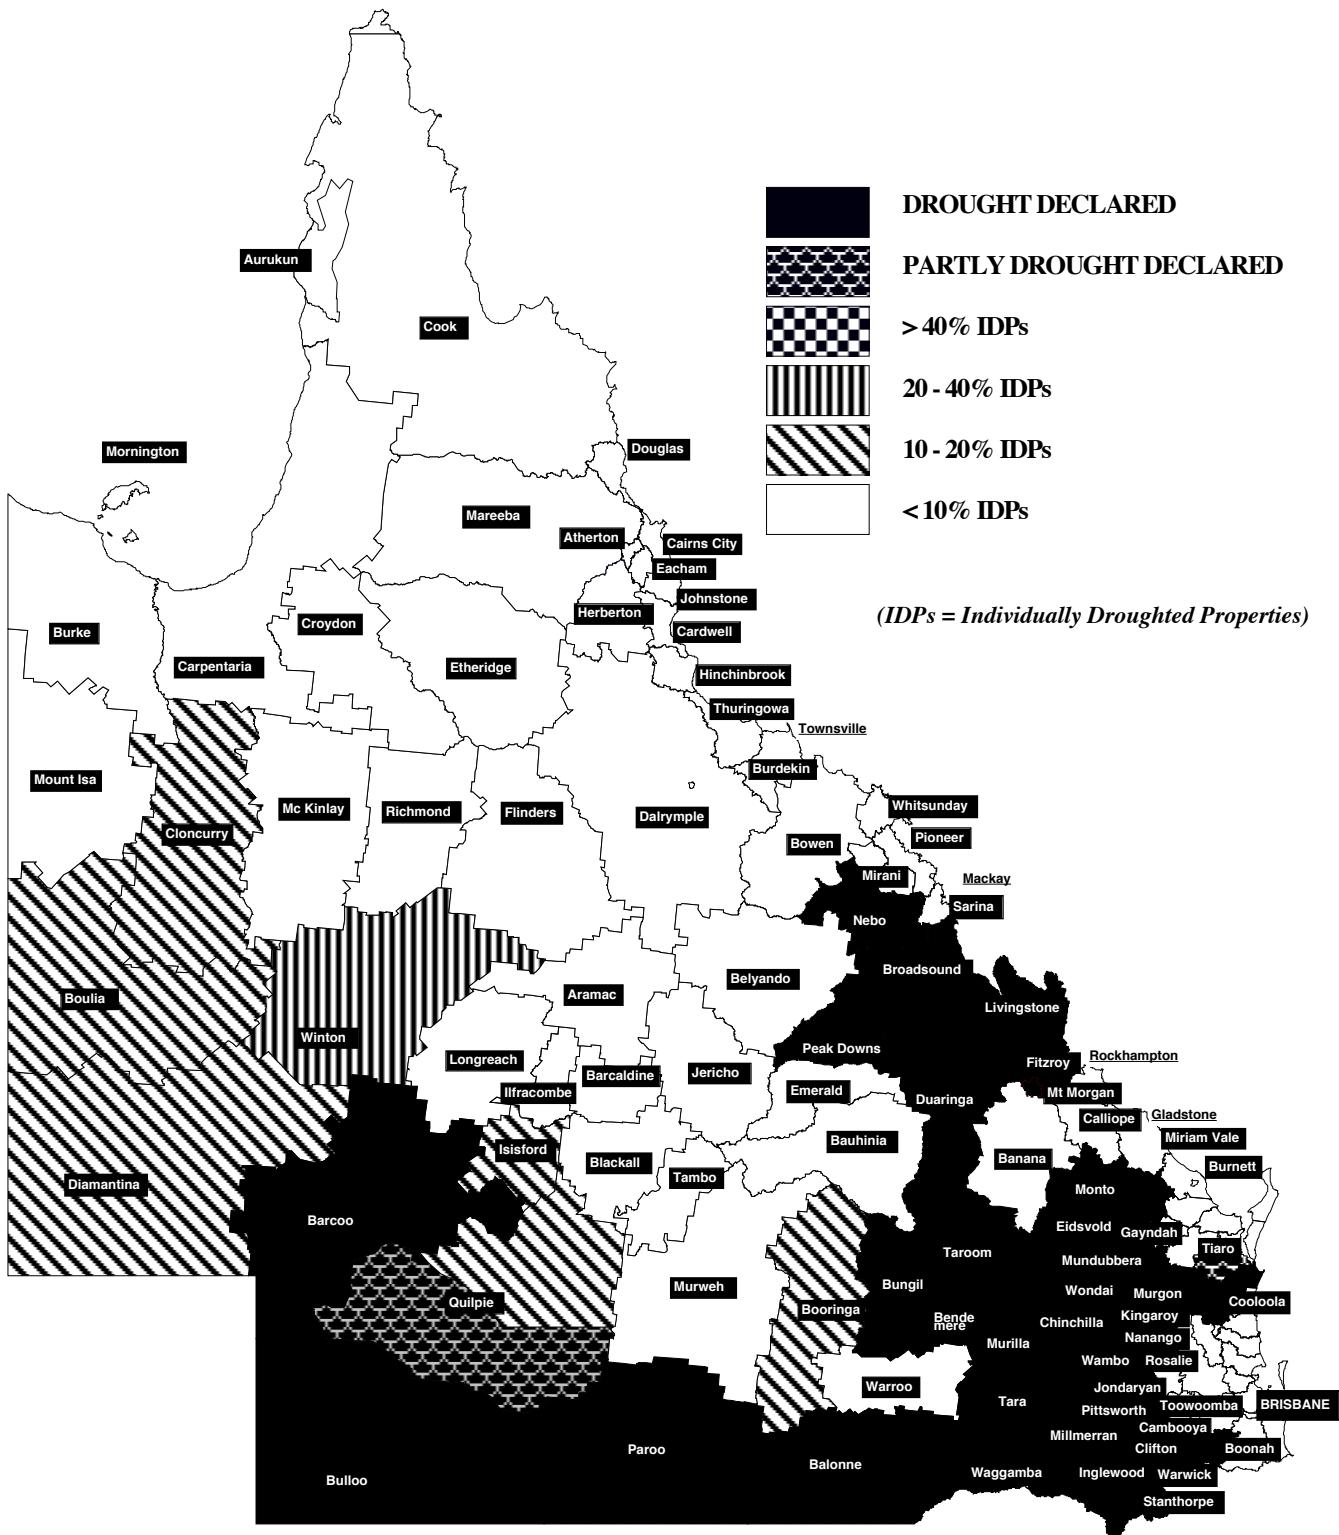 DROUGHT DECLARED
PARTLY DROUGHT DECLARED
Aurukun
> 40% IDPs
Cook
20 - 40% IDPs
Mornington
Douglas
10 - 20% IDPs
Mareeba
< 10% IDPs
Atherton
Cairns City
Eacham
Johnstone
Herberton
(IDPs = Individually Droughted Properties)
Croydon
Burke
Cardwell
Carpentaria
Etheridge
Hinchinbrook
Thuringowa
Townsville
Burdekin
Mount Isa
Mc Kinlay
Richmond
Flinders
Dalrymple
Whitsunday
Cloncurry
Bowen
Pioneer
Mirani
Mackay
Sarina
Nebo
Broadsound
Belyando
Aramac
Boulia
Livingstone
Winton
Peak Downs
Longreach
Rockhampton
Fitzroy
Jericho
Barcaldine
Ilfracombe
Emerald
Mt Morgan
Duaringa
Calliope
Gladstone
Miriam Vale
Bauhinia
Isisford
Blackall
Banana
Burnett
Tambo
Diamantina
Monto
Barcoo
Eidsvold
Gayndah
Tiaro
Taroom
Mundubbera
Bungil
Murweh
Wondai
Murgon
Quilpie
Booringa
Cooloola
Bende
mere
Chinchilla
Kingaroy
Murilla
Nanango
Wambo
Rosalie
Warroo
Jondaryan
Tara
Pittsworth
Toowoomba
BRISBANE
Millmerran
Cambooya
Paroo
Clifton
Boonah
Balonne
Bulloo
Waggamba
Inglewood
Warwick
Stanthorpe